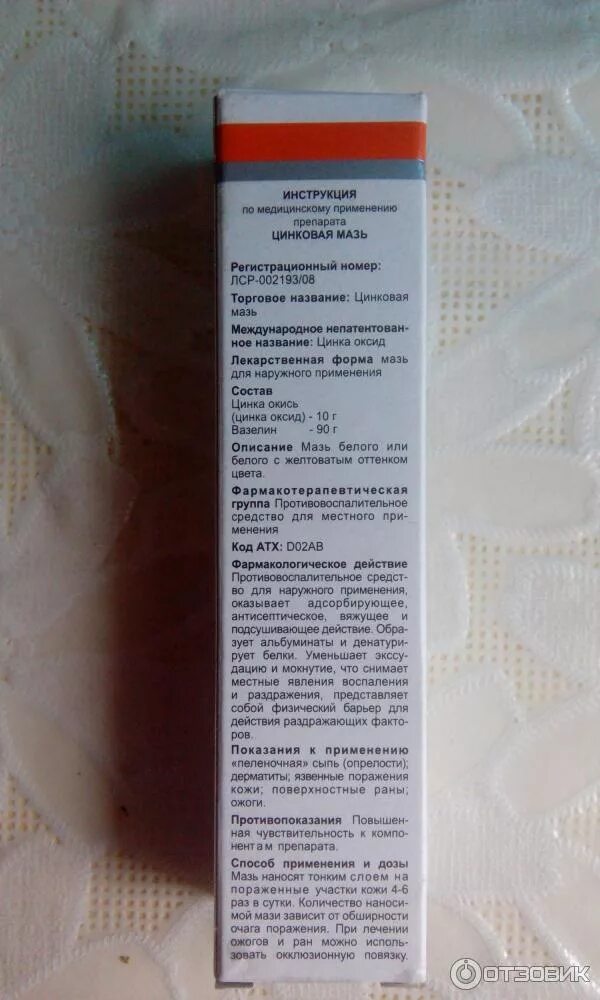 ИНСТРУКЦИЯ
по медицинскому применению
препарата
ЦИНКОВАЯ МАЗЬ
Регистрационный номер:
ЛСР-002193/08
Торговое название: Цинковая
мазь
Международное непатентован-
ное название: Цинка оксид
Лекарственная форма мазь
для наружного применения
Состав
Цинка окись
(цинка оксид) - 10 г
Вазелин - 90 г
Описание Мазь белого или
белого с желтоватым оттенком
цвета.
Фармакотерапевтическая
группа Противовоспалительное
средство для местного при-
менения
Код АТХ: D02AB
Фармакологическое действие
Противовоспалительное средст-
во для наружного применения,
оказывает адсорбирующее,
антисептическое, вяжущее и
подсушивающее действие. Обра-
зует альбуминаты и денатури-
рует белки. Уменьшает экссу-
дацию и мокнутие, что снимает
местные явления воспаления
и раздражения, представляет
собой физический барьер для
действия раздражающих факто-
ров.
Показания к применению
«пеленочная» сыпь (опрелости);
дерматиты; язвенные поражения
кожи; поверхностные раны;
ожоги.
Противопоказания Повышен-
ная чувствительность к компо-
нентам препарата.
Способ применения и дозы
Мазь наносят тонким слоем на
пораженные участки кожи 4-6
раз в сутки. Количество наноси-
мой мази зависит от обширности
очага поражения. При лечении
ожогов и ран можно исполь-
зовать окклюзионную повязку.
ОТЗОВИК